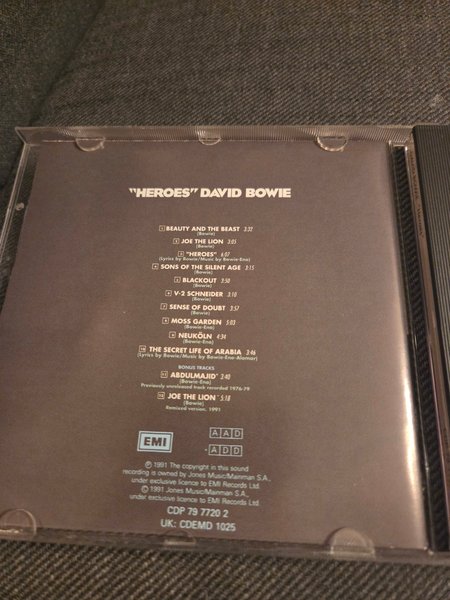 "HEROES" DAVID BOWIE
1 BEAUTY AND THE BEAST 3:32
(Bowie)
2 JOE THE LION 3:05
(Bowie)
3 "HEROES" 6:07
(Lyrics by Bowie/Music by Bowie-Eno)
4 SONS OF THE SILENT AGE 3:15
(Bowie)
5 BLACKOUT 3:50
(Bowie)
6 V-2 SCHNEIDER 3:10
(Bowie)
7 SENSE OF DOUBT 3:57
(Bowie)
8 MOSS GARDEN 5:03
(Bowie-Eno)
9 NEUKÖLN 4:34
(Bowie-Eno)
10 THE SECRET LIFE OF ARABIA 3:46
(Lyrics by Bowie/Music by Bowie-Eno-Alomar)
BONUS TRACKS
11 ABDULMAJID* 3:40
(Bowie-Eno)
Previously unreleased track recorded 1976-79
12 JOE THE LION* 5:18
(Bowie)
Remixed version, 1991
EMI
AAD
*ADD
℗ 1991 The copyright in this sound
recording is owned by Jones Music/Mainman S.A.,
under exclusive licence to EMI Records Ltd.
© 1991 Jones Music/Mainman S.A.,
under exclusive licence to EMI Records Ltd.
CDP 79 7720 2
UK: CDEMD 1025